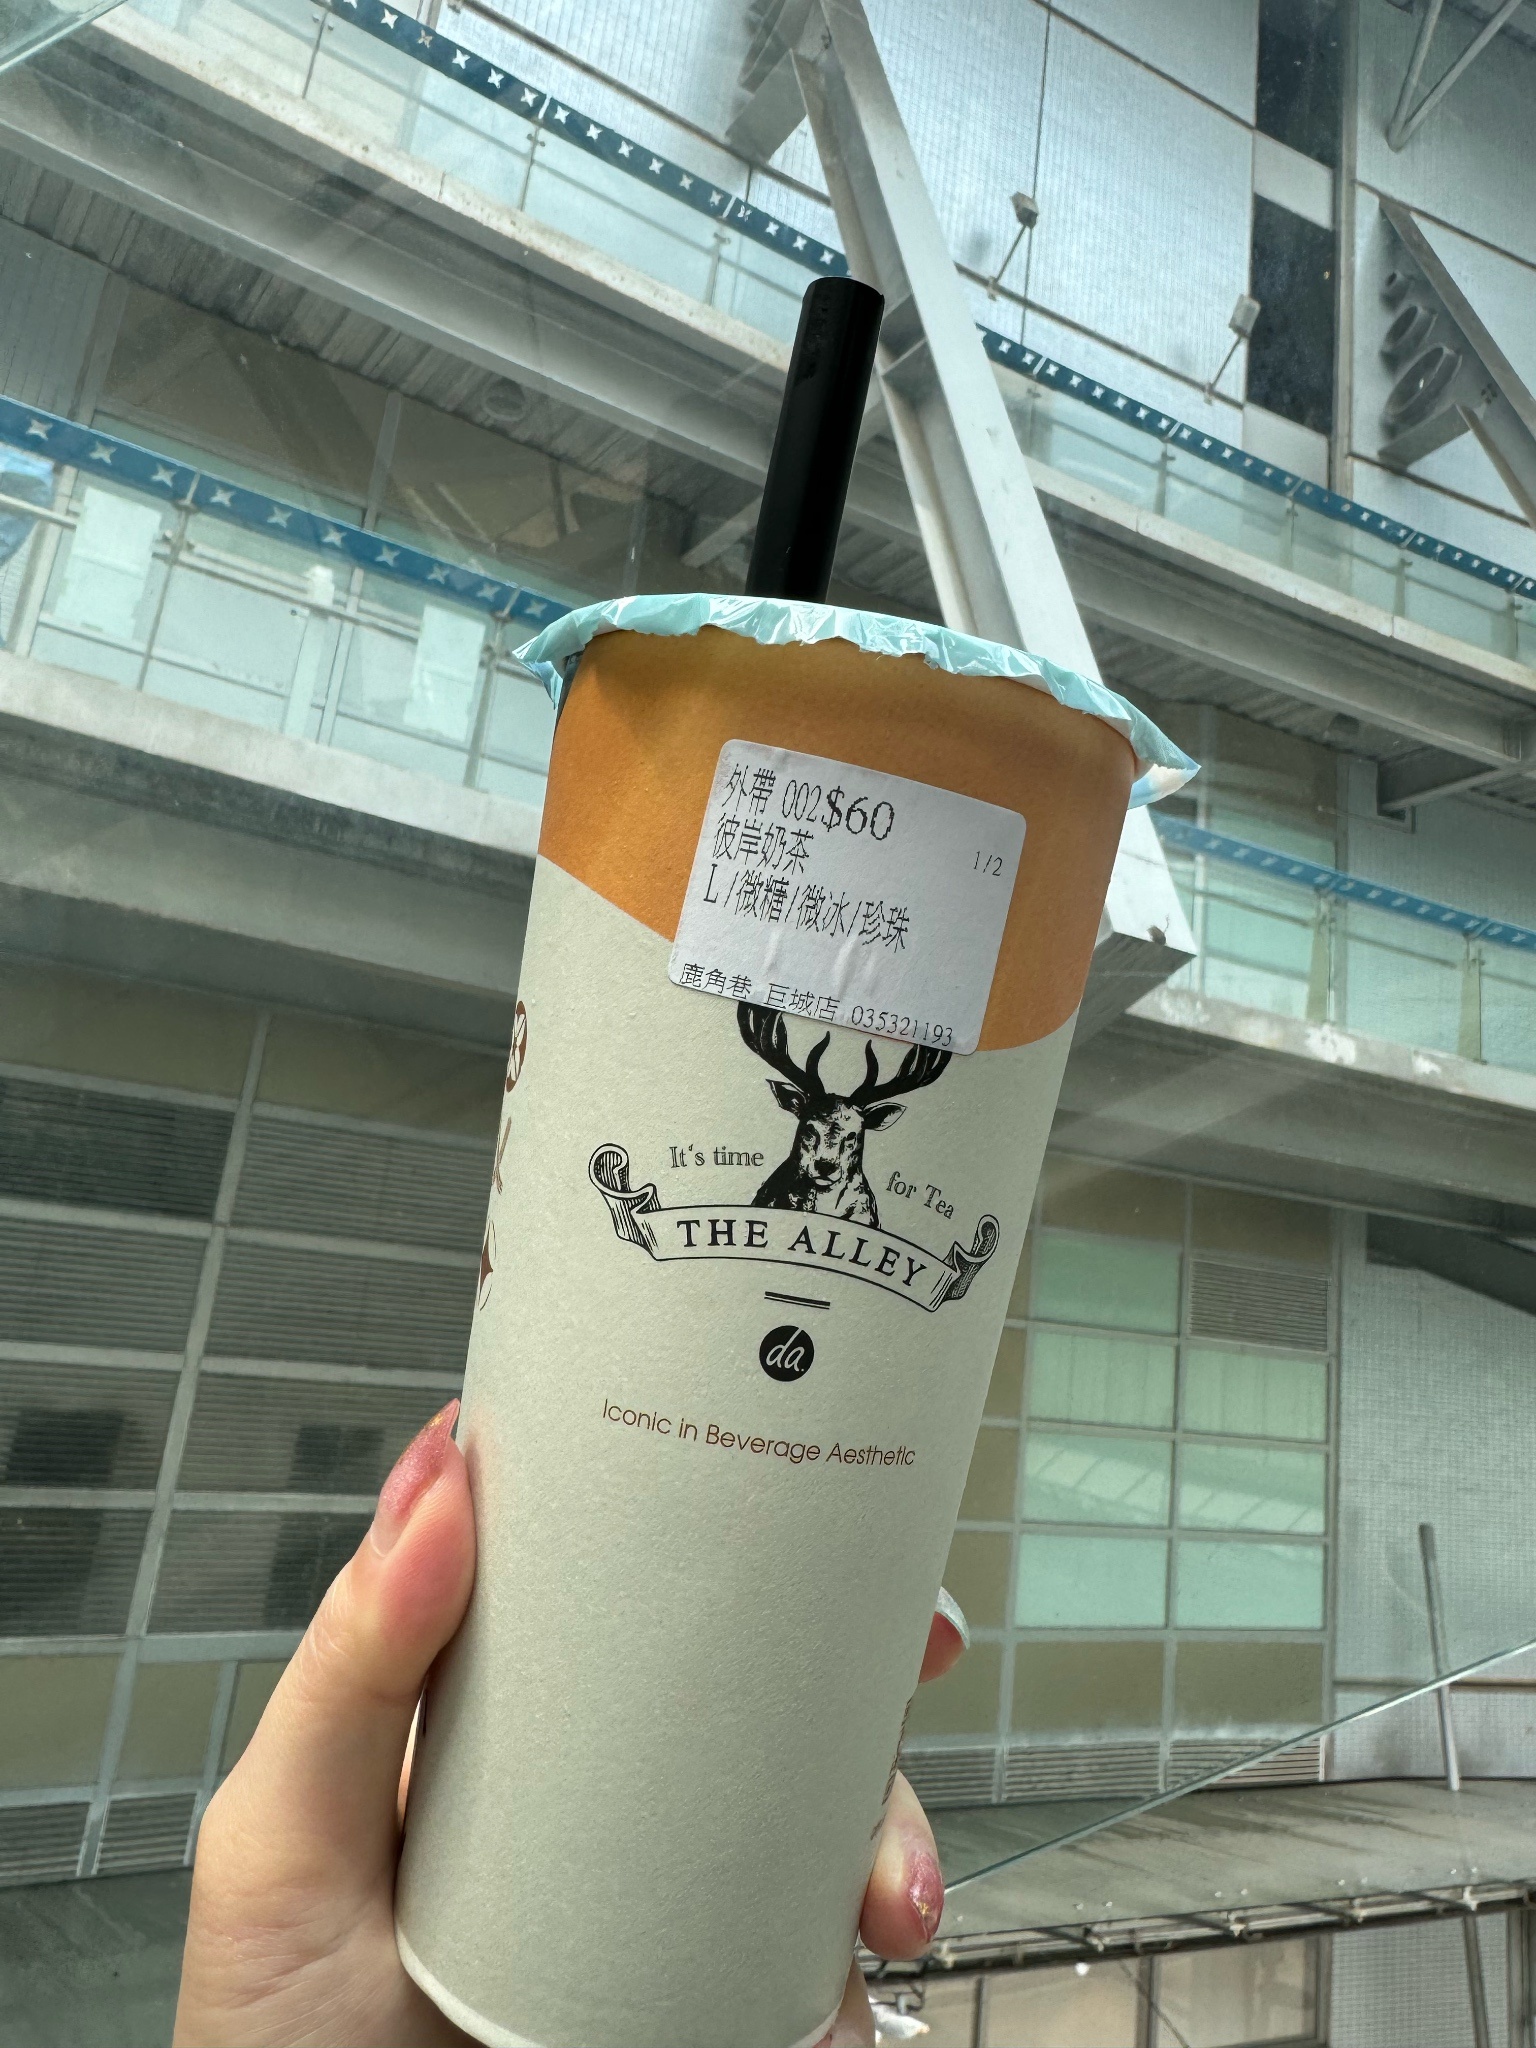 外帶 002 $60
彼岸奶茶 1/2
L/微糖/微冰/珍珠
鹿角巷 巨城店 035321193
It's time for Tea
THE ALLEY
da.
Iconic in Beverage Aesthetic